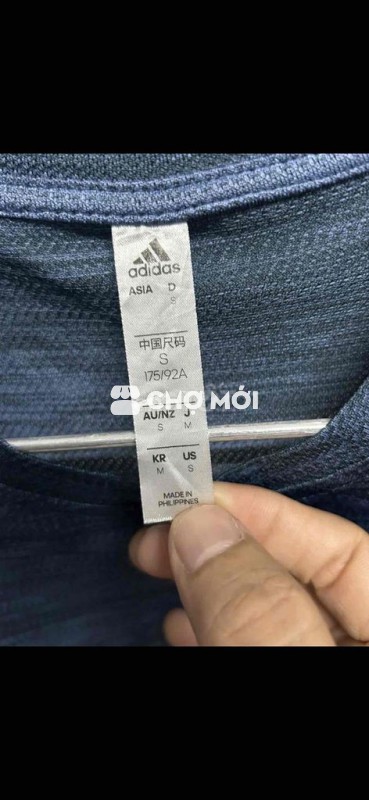 adidas
ASIA D
S
中国尺码
S
175/92A
CHỢ MỚI
AU/NZ J
S M
KR US
M S
MADE IN
PHILIPPINES